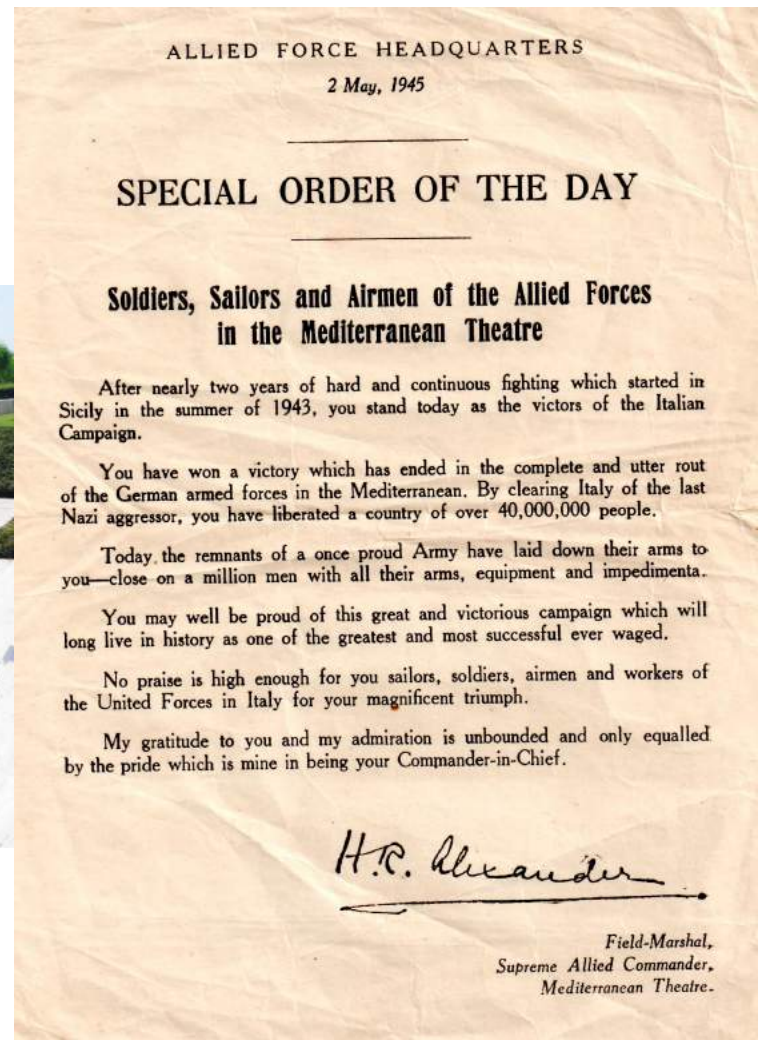 ALLIED FORCE HEADQUARTERS
2 May, 1945
SPECIAL ORDER OF THE DAY
Soldiers, Sailors and Airmen of the Allied Forces
in the Mediterranean Theatre
After nearly two years of hard and continuous fighting which started in
Sicily in the summer of 1943, you stand today as the victors of the Italian
Campaign.
You have won a victory which has ended in the complete and utter rout
of the German armed forces in the Mediterranean. By clearing Italy of the last
Nazi aggressor, you have liberated a country of over 40,000,000 people.
Today the remnants of a once proud Army have laid down their arms to
you—close on a million men with all their arms, equipment and impedimenta.
You may well be proud of this great and victorious campaign which will
long live in history as one of the greatest and most successful ever waged.
No praise is high enough for you sailors, soldiers, airmen and workers of
the United Forces in Italy for your magnificent triumph.
My gratitude to you and my admiration is unbounded and only equalled
by the pride which is mine in being your Commander-in-Chief.
H.R. Alexander
Field-Marshal,
Supreme Allied Commander,
Mediterranean Theatre.